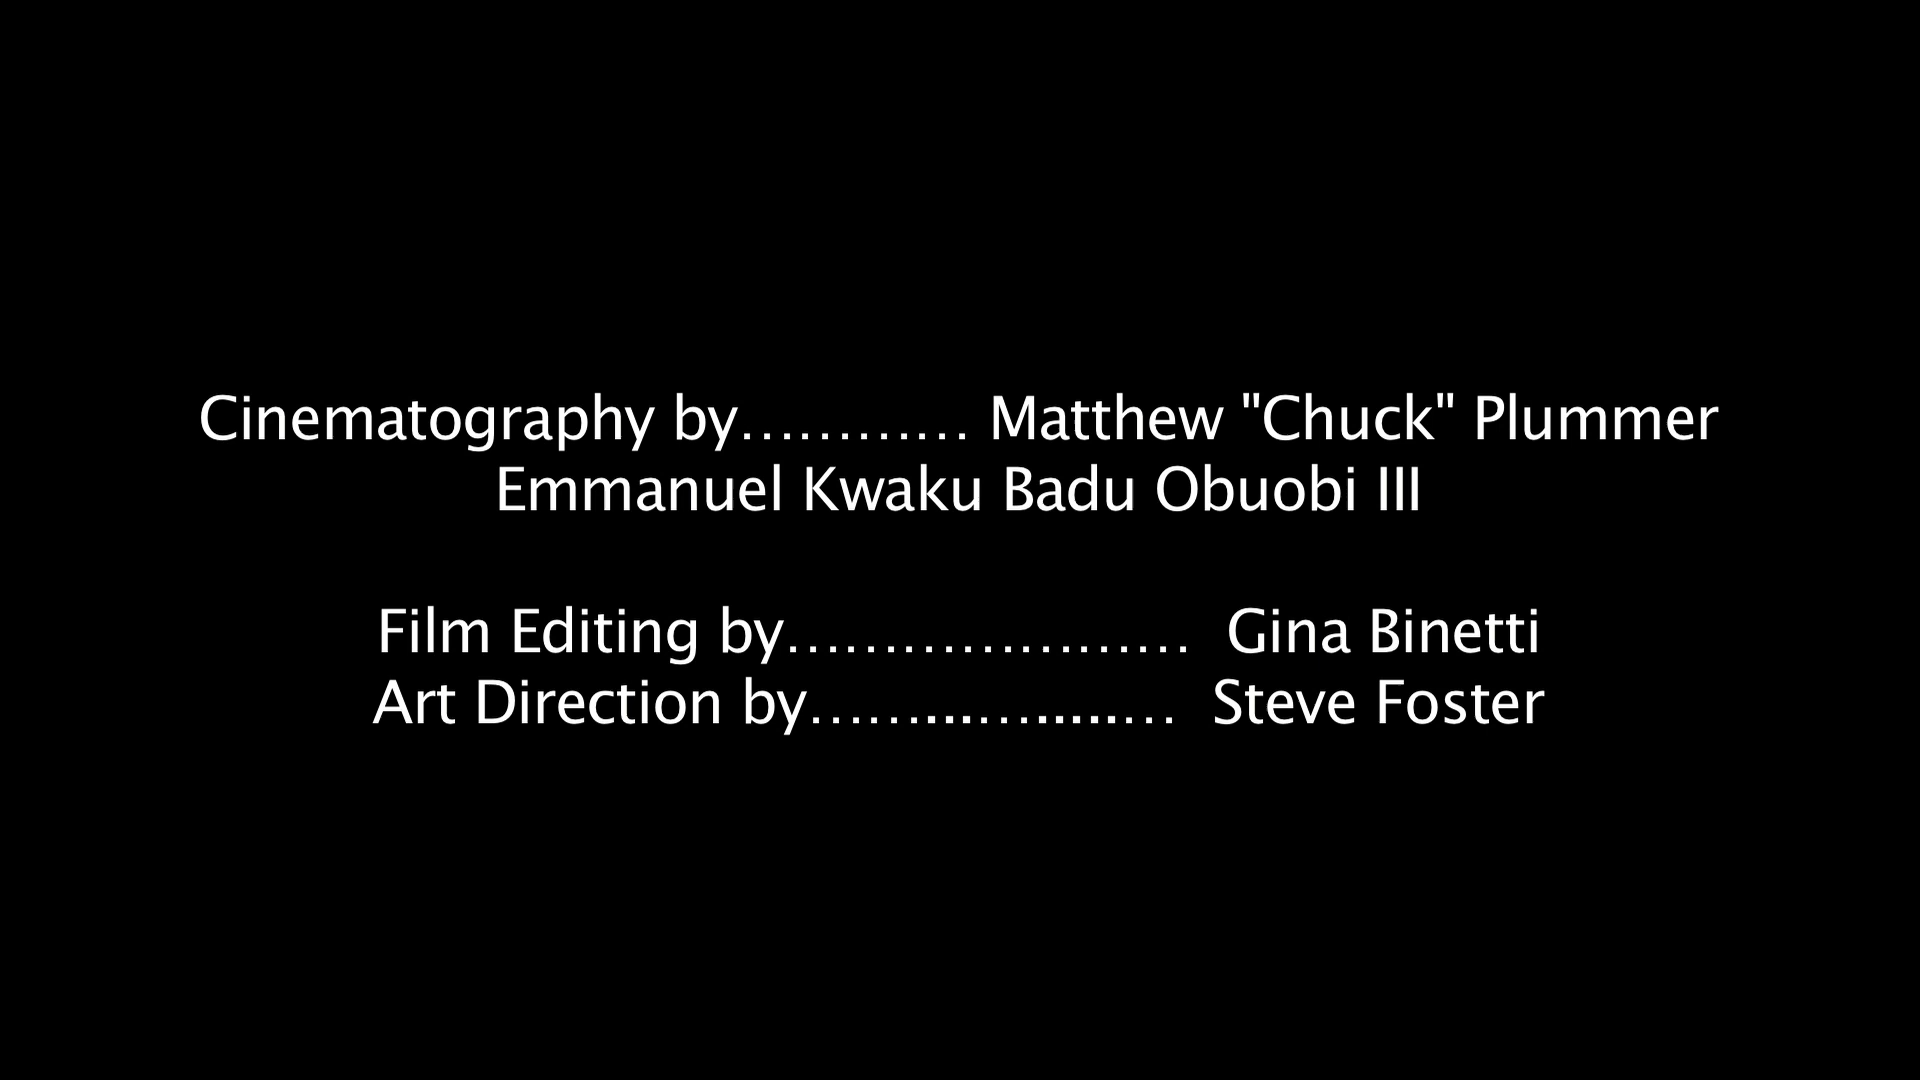 Cinematography by………… Matthew "Chuck" Plummer
Emmanuel Kwaku Badu Obuobi III
Film Editing by…………………  Gina Binetti
Art Direction by……...…....…  Steve Foster